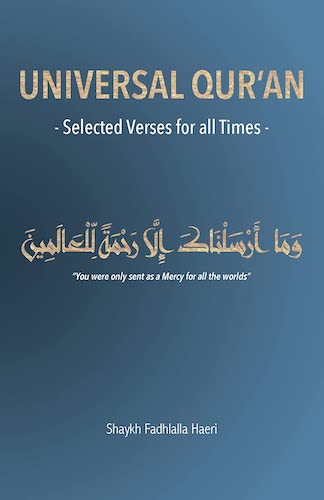 UNIVERSAL QUR'AN
- Selected Verses for all Times -
وَمَا أَرْسَلْنَاكَ إِلَّا رَحْمَةً لِّلْعَالَمِينَ
"You were only sent as a Mercy for all the worlds"
Shaykh Fadhlalla Haeri